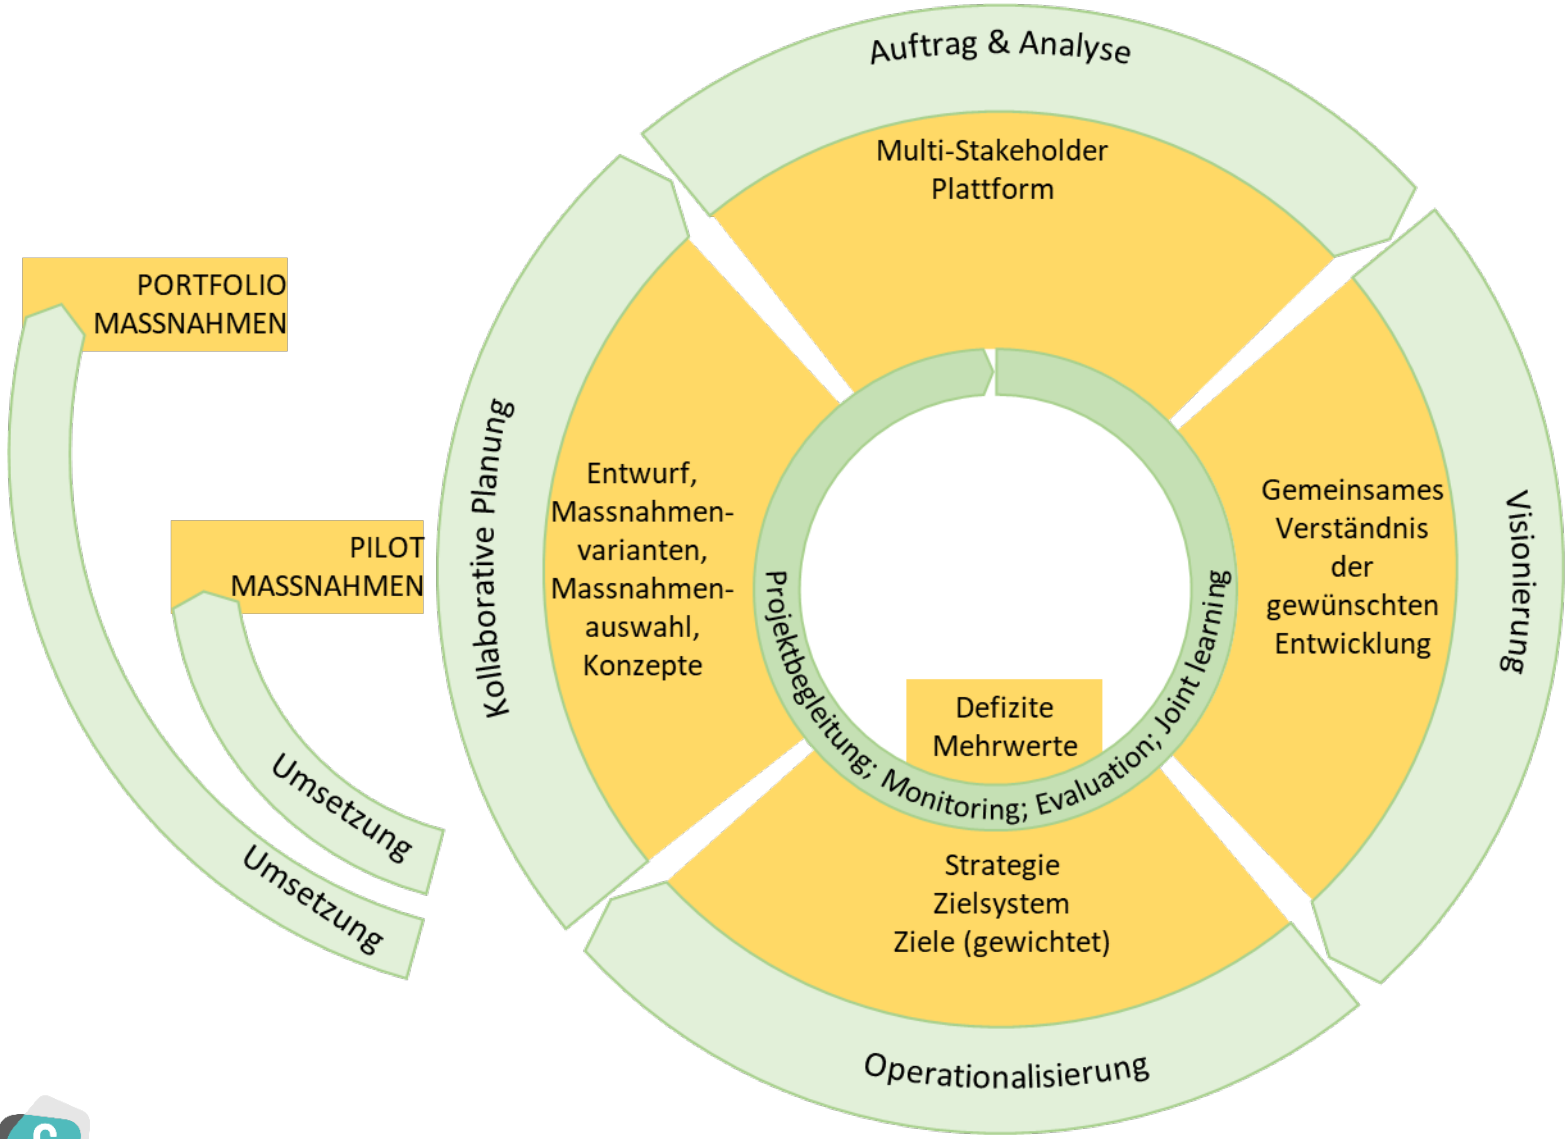 Auftrag & Analyse
Multi-Stakeholder
Plattform
Visionierung
Gemeinsames
Verständnis
der
gewünschten
Entwicklung
Operationalisierung
Strategie
Zielsystem
Ziele (gewichtet)
Kollaborative Planung
Entwurf,
Massnahmen-
varianten,
Massnahmen-
auswahl,
Konzepte
Projektbegleitung; Monitoring; Evaluation; Joint learning
Defizite
Mehrwerte
PORTFOLIO
MASSNAHMEN
PILOT
MASSNAHMEN
Umsetzung
Umsetzung